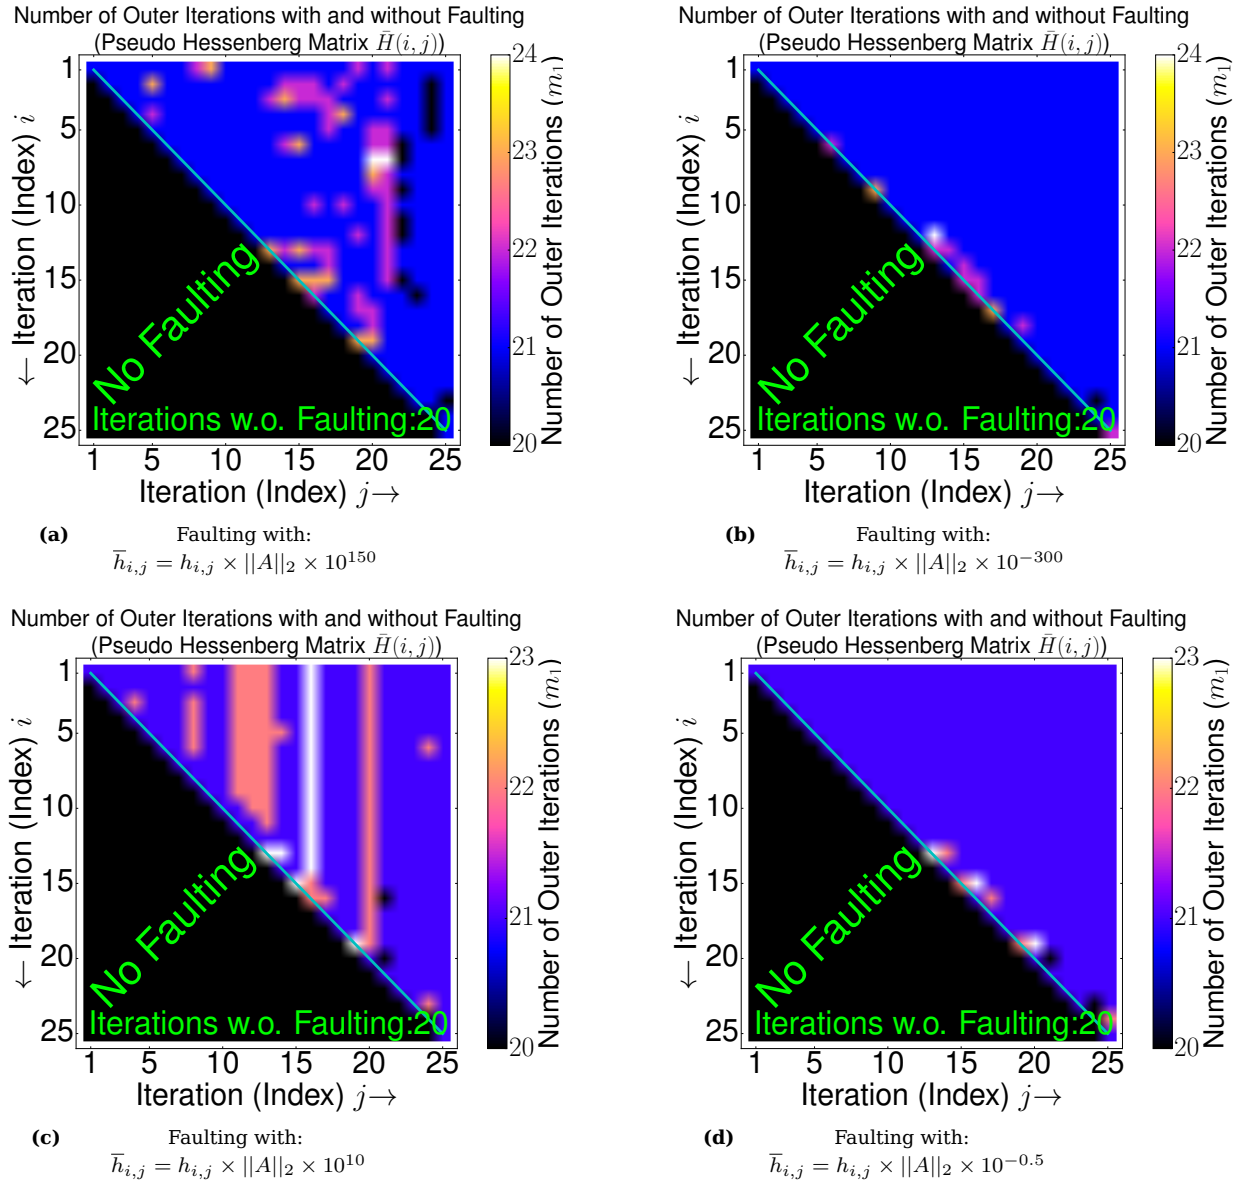 Number of Outer Iterations with and without Faulting
(Pseudo Hessenberg Matrix H̄(i, j))
1
5
10
15
20
25
← Iteration (Index) i
No Faulting
Iterations w.o. Faulting:20
1 5 10 15 20 25
Iteration (Index) j→
24
23
22
21
20
Number of Outer Iterations (m₁)
(a) Faulting with:
h̅ᵢ,ⱼ = hᵢ,ⱼ × ||A||₂ × 10¹⁵⁰
Number of Outer Iterations with and without Faulting
(Pseudo Hessenberg Matrix H̄(i, j))
1
5
10
15
20
25
← Iteration (Index) i
No Faulting
Iterations w.o. Faulting:20
1 5 10 15 20 25
Iteration (Index) j→
24
23
22
21
20
Number of Outer Iterations (m₁)
(b) Faulting with:
h̅ᵢ,ⱼ = hᵢ,ⱼ × ||A||₂ × 10⁻³⁰⁰
Number of Outer Iterations with and without Faulting
(Pseudo Hessenberg Matrix H̄(i, j))
1
5
10
15
20
25
← Iteration (Index) i
No Faulting
Iterations w.o. Faulting:20
1 5 10 15 20 25
Iteration (Index) j→
23
22
21
20
Number of Outer Iterations (m₁)
(c) Faulting with:
h̅ᵢ,ⱼ = hᵢ,ⱼ × ||A||₂ × 10¹⁰
Number of Outer Iterations with and without Faulting
(Pseudo Hessenberg Matrix H̄(i, j))
1
5
10
15
20
25
← Iteration (Index) i
No Faulting
Iterations w.o. Faulting:20
1 5 10 15 20 25
Iteration (Index) j→
23
22
21
20
Number of Outer Iterations (m₁)
(d) Faulting with:
h̅ᵢ,ⱼ = hᵢ,ⱼ × ||A||₂ × 10⁻⁰·⁵